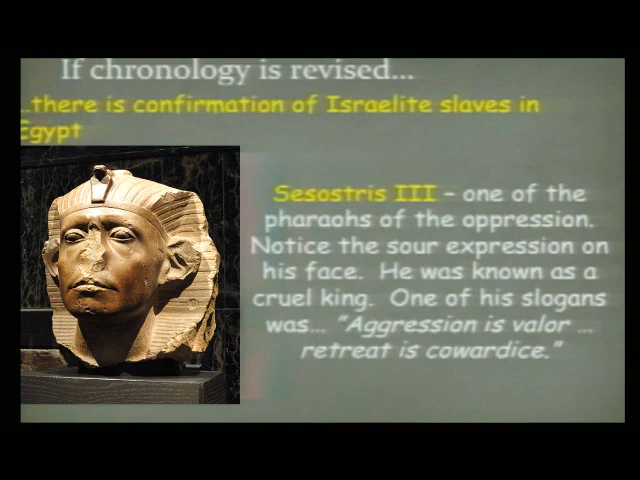 If chronology is revised...
...there is confirmation of Israelite slaves in
Egypt
Sesostris III – one of the
pharaohs of the oppression.
Notice the sour expression on
his face. He was known as a
cruel king. One of his slogans
was... "Aggression is valor ...
retreat is cowardice."